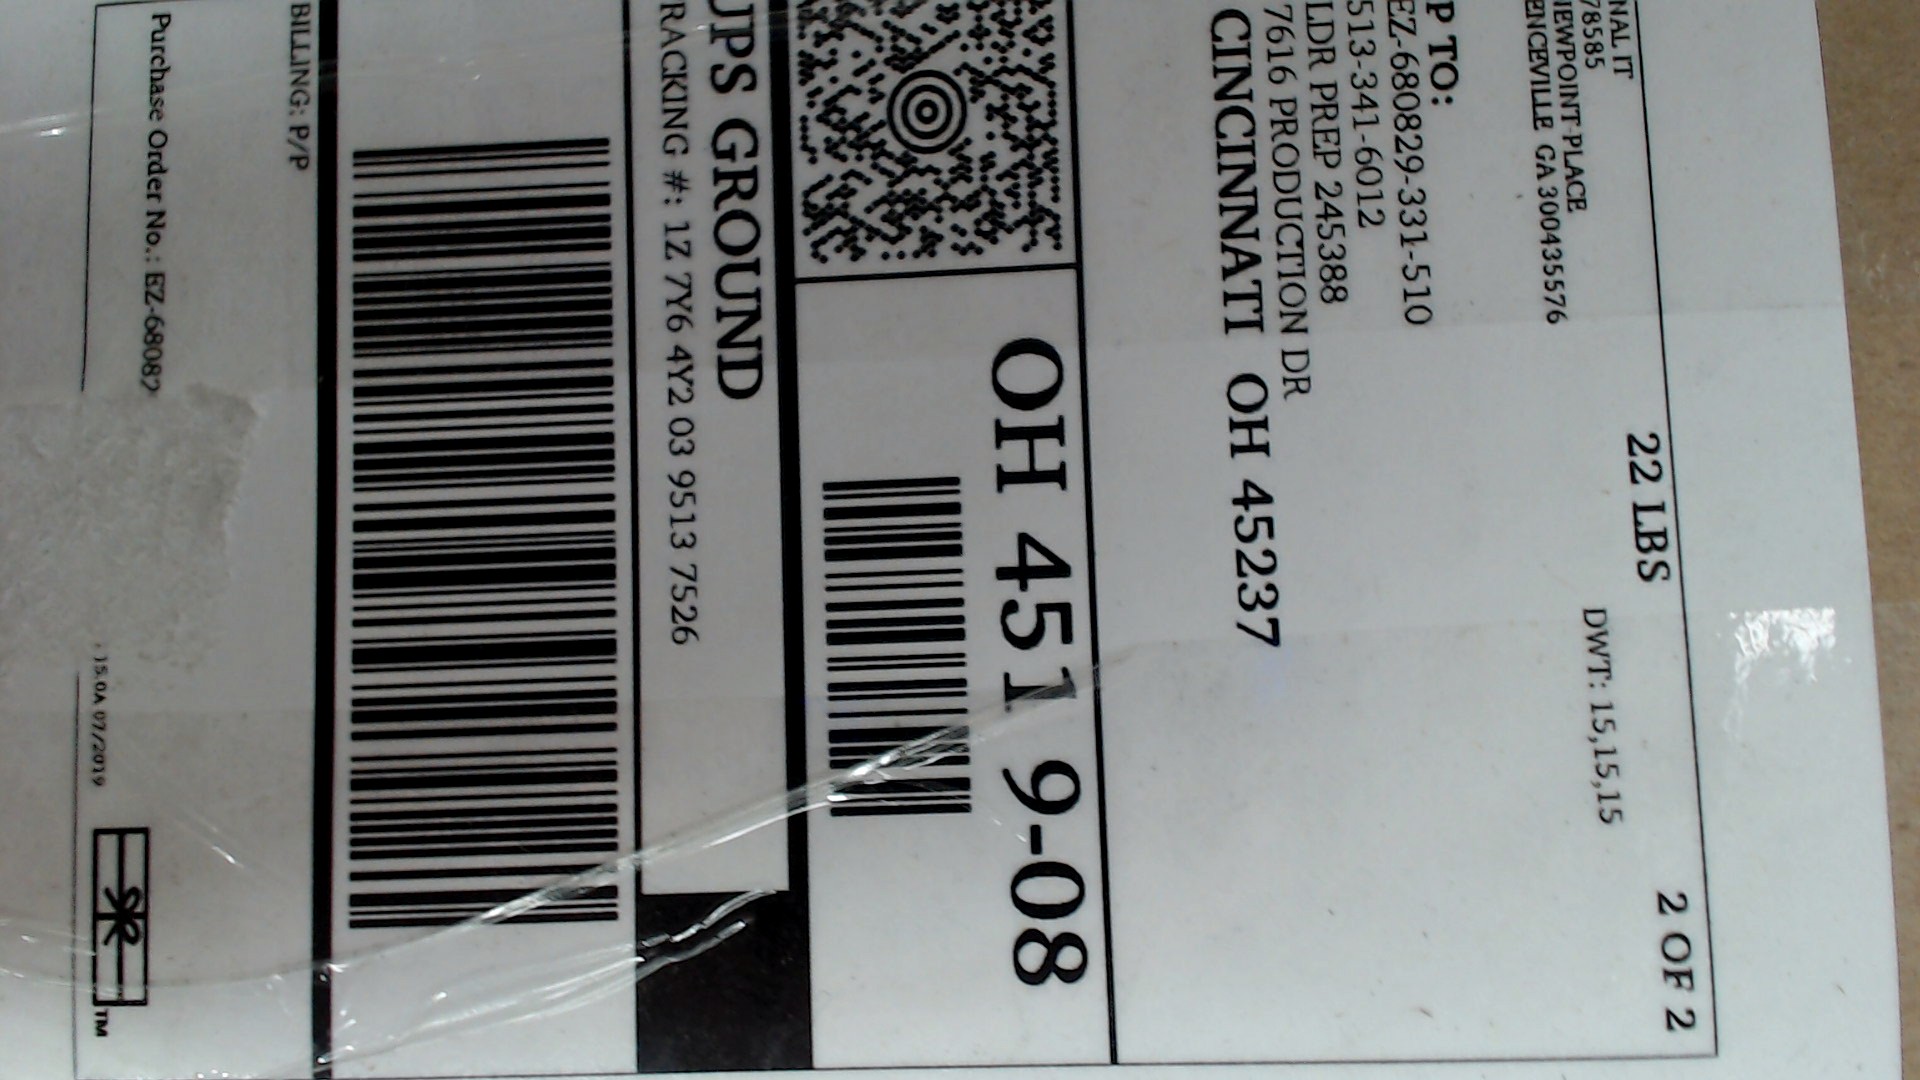 NAL IT
78585
NEWPOINT PLACE
ENCEVILLE GA 300435576
22 LBS
2 OF 2
DWT: 15,15,15
P TO:
EZ-680829-331-510
513-341-6012
LDR PREP 245388
7616 PRODUCTION DR
CINCINNATI OH 45237
OH 451 9-08
UPS GROUND
RACKING #: 1Z 7Y6 4Y2 03 9513 7526
BILLING: P/P
Purchase Order No.: EZ-68082
15.0A 07/2019
TM